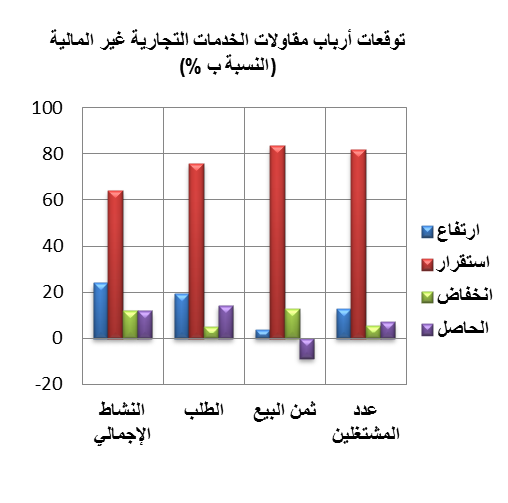 توقعات أرباب مقاولات الخدمات التجارية غير المالية
(النسبة ب %)
100
80
60
40
20
0
-20
ارتفاع
استقرار
انخفاض
الحاصل
النشاط
الإجمالي
الطلب
ثمن البيع
عدد
المشتغلين